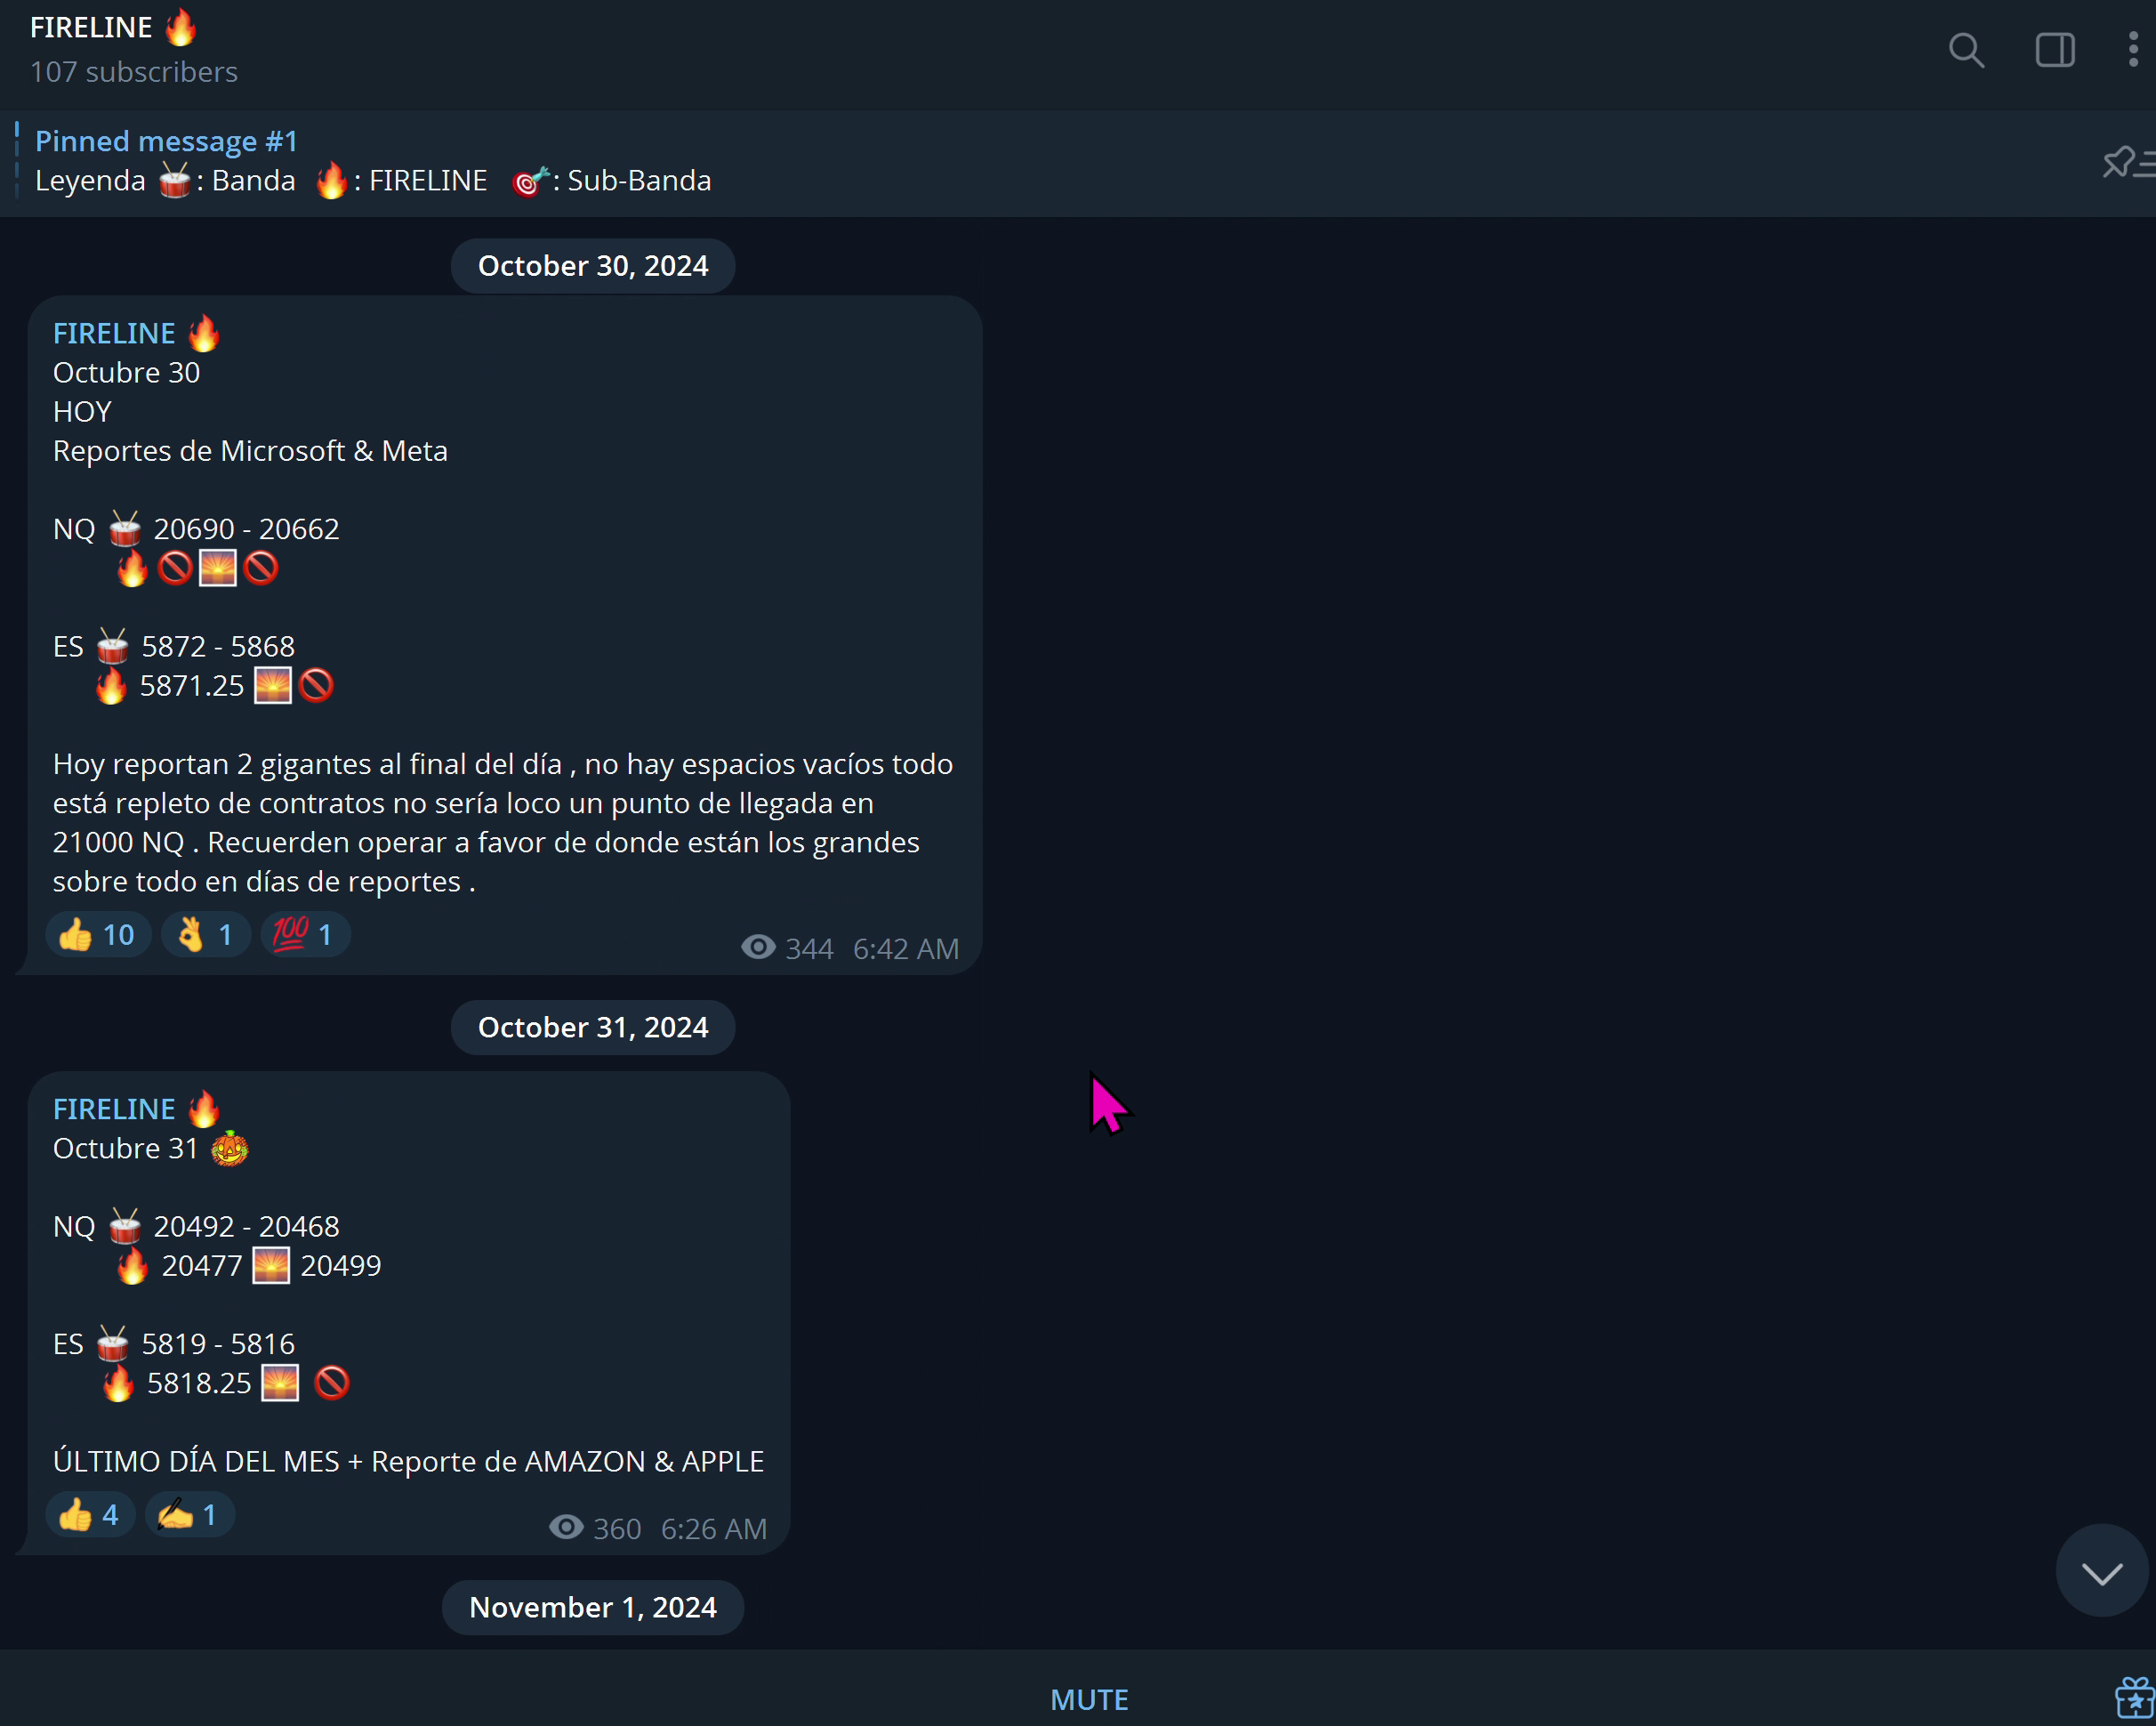 FIRELINE 🔥
107 subscribers
Pinned message #1
Leyenda 🥁: Banda 🔥: FIRELINE 🎯: Sub-Banda
October 30, 2024
FIRELINE 🔥
Octubre 30
HOY
Reportes de Microsoft & Meta
NQ 🥁 20690 - 20662
🔥🚫🌅🚫
ES 🥁 5872 - 5868
🔥 5871.25 🌅🚫
Hoy reportan 2 gigantes al final del día , no hay espacios vacíos todo
está repleto de contratos no sería loco un punto de llegada en
21000 NQ . Recuerden operar a favor de donde están los grandes
sobre todo en días de reportes .
👍 10 👌 1 💯 1
344 6:42 AM
October 31, 2024
FIRELINE 🔥
Octubre 31 🎃
NQ 🥁 20492 - 20468
🔥 20477 🌅 20499
ES 🥁 5819 - 5816
🔥 5818.25 🌅 🚫
ÚLTIMO DÍA DEL MES + Reporte de AMAZON & APPLE
👍 4 ✍️ 1
360 6:26 AM
November 1, 2024
MUTE